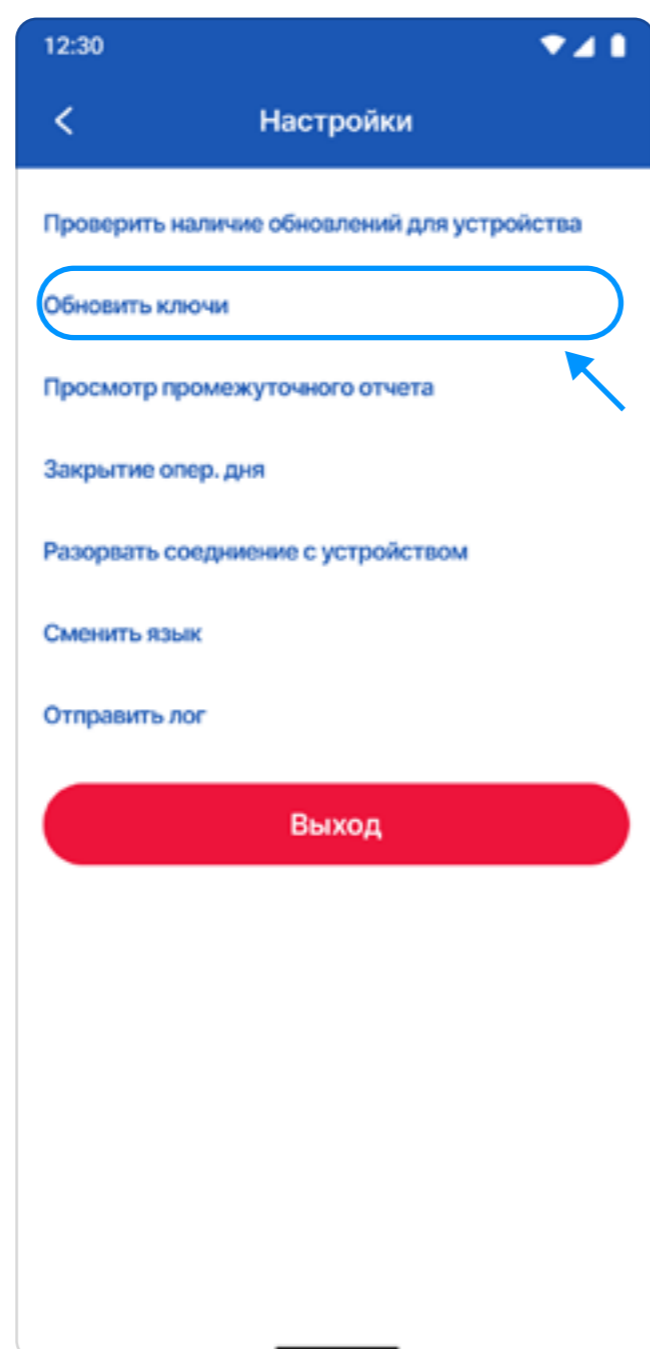 12:30
Настройки
Проверить наличие обновлений для устройства
Обновить ключи
Просмотр промежуточного отчета
Закрытие опер. дня
Разорвать соедниение с устройством
Сменить язык
Отправить лог
Выход